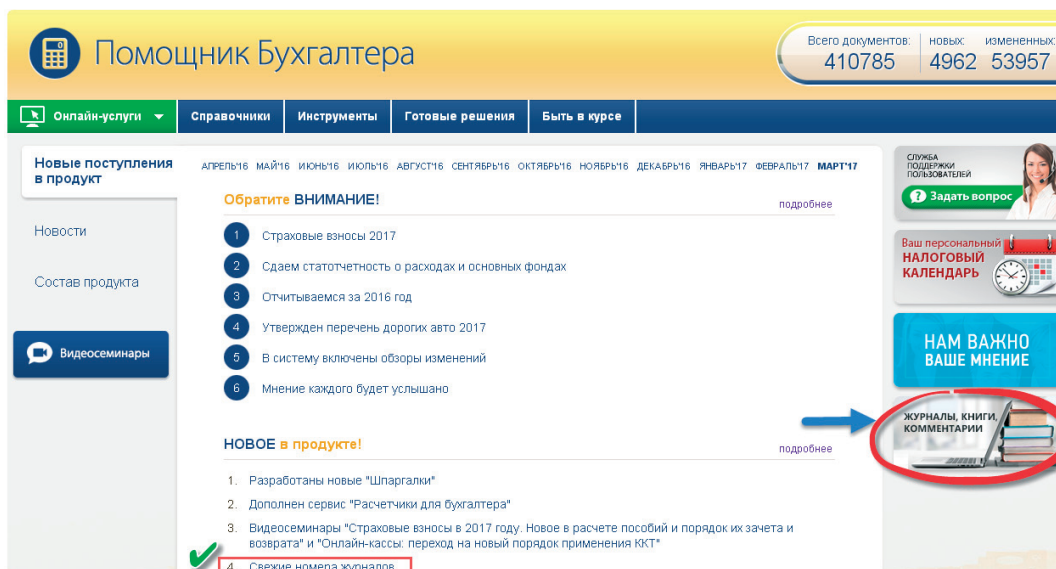 Помощник Бухгалтера
Всего документов: новых: измененных:
410785 4962 53957
Онлайн-услуги Справочники Инструменты Готовые решения Быть в курсе
Новые поступления
в продукт
Новости
Состав продукта
Видеосеминары
АПРЕЛЬ'16 МАЙ'16 ИЮНЬ'16 ИЮЛЬ'16 АВГУСТ'16 СЕНТЯБРЬ'16 ОКТЯБРЬ'16 НОЯБРЬ'16 ДЕКАБРЬ'16 ЯНВАРЬ'17 ФЕВРАЛЬ'17 МАРТ'17
Обратите ВНИМАНИЕ! подробнее
1 Страховые взносы 2017
2 Сдаем статотчетность о расходах и основных фондах
3 Отчитываемся за 2016 год
4 Утвержден перечень дорогих авто 2017
5 В систему включены обзоры изменений
6 Мнение каждого будет услышано
НОВОЕ в продукте! подробнее
1. Разработаны новые "Шпаргалки"
2. Дополнен сервис "Расчетчики для бухгалтера"
3. Видеосеминары "Страховые взносы в 2017 году. Новое в расчете пособий и порядок их зачета и
возврата" и "Онлайн-кассы: переход на новый порядок применения ККТ"
4. Свежие номера журналов
СЛУЖБА
ПОДДЕРЖКИ
ПОЛЬЗОВАТЕЛЕЙ
? Задать вопрос
Ваш персональный
НАЛОГОВЫЙ
КАЛЕНДАРЬ
НАМ ВАЖНО
ВАШЕ МНЕНИЕ
ЖУРНАЛЫ, КНИГИ,
КОММЕНТАРИИ